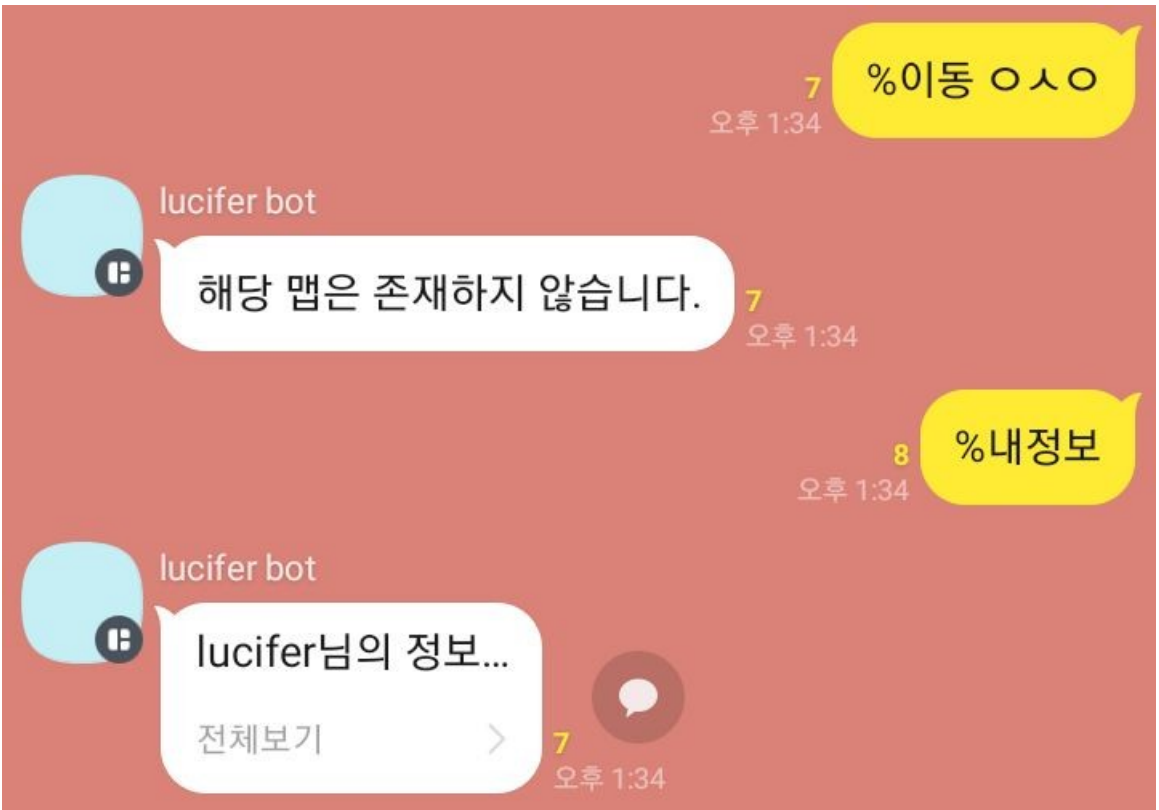 %이동 ㅇㅅㅇ
7
오후 1:34
lucifer bot
해당 맵은 존재하지 않습니다.
7
오후 1:34
%내정보
8
오후 1:34
lucifer bot
lucifer님의 정보...
전체보기
7
오후 1:34